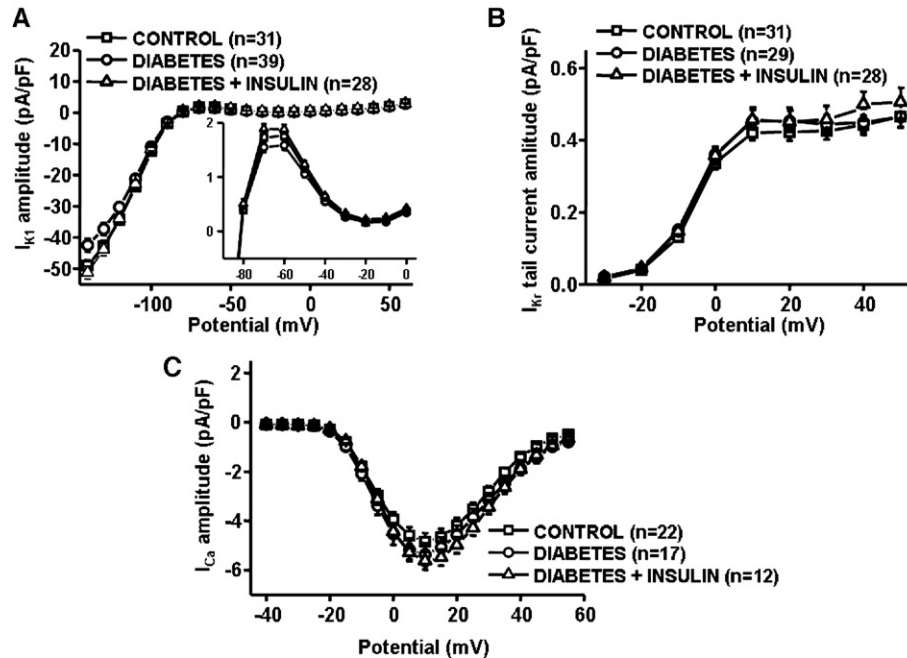 A
CONTROL (n=31)
DIABETES (n=39)
DIABETES + INSULIN (n=28)
I_K1 amplitude (pA/pF)
20
10
0
-10
-20
-30
-40
-50
2
1
0
-80 -60 -40 -20 0
-100 -50 0 50
Potential (mV)
B
CONTROL (n=31)
DIABETES (n=29)
DIABETES + INSULIN (n=28)
I_Kr tail current amlitude (pA/pF)
0.6
0.4
0.2
0.0
-20 0 20 40
Potential (mV)
C
I_Ca amplitude (pA/pF)
2
0
-2
-4
-6
CONTROL (n=22)
DIABETES (n=17)
DIABETES + INSULIN (n=12)
-40 -20 0 20 40 60
Potential (mV)